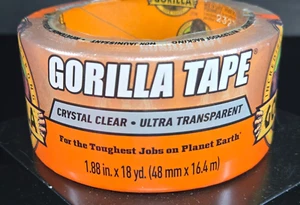 GORILLA TAPE®
CRYSTAL CLEAR • ULTRA TRANSPARENT
For the Toughest Jobs on Planet Earth®
1.88 in. x 18 yd. (48 mm x 16.4 m)